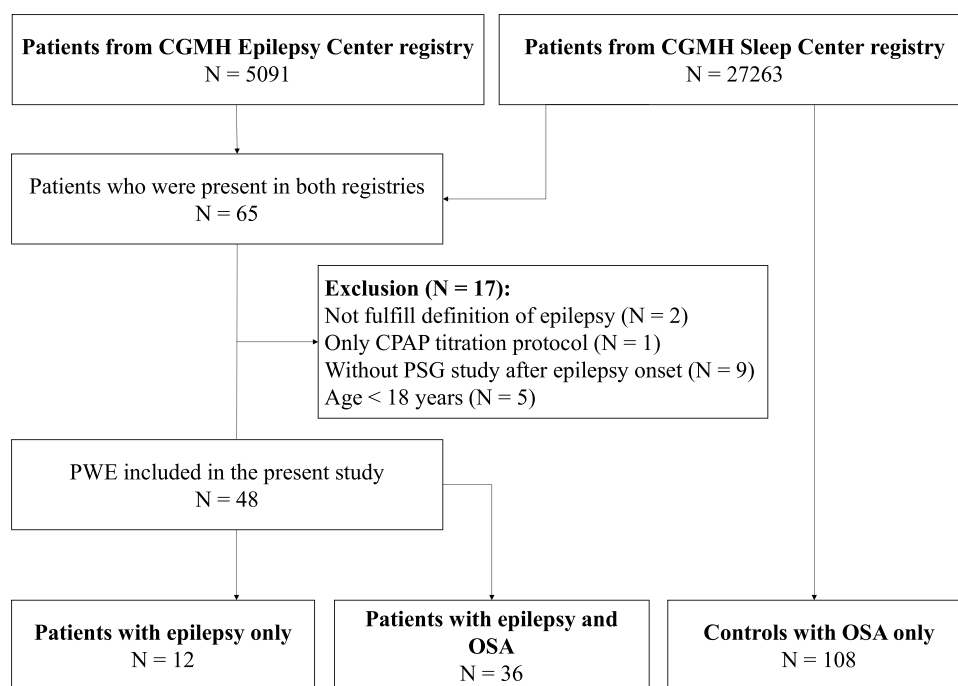 Patients from CGMH Epilepsy Center registry
N = 5091
Patients from CGMH Sleep Center registry
N = 27263
Patients who were present in both registries
N = 65
Exclusion (N = 17):
Not fulfill definition of epilepsy (N = 2)
Only CPAP titration protocol (N = 1)
Without PSG study after epilepsy onset (N = 9)
Age < 18 years (N = 5)
PWE included in the present study
N = 48
Patients with epilepsy only
N = 12
Patients with epilepsy and
OSA
N = 36
Controls with OSA only
N = 108